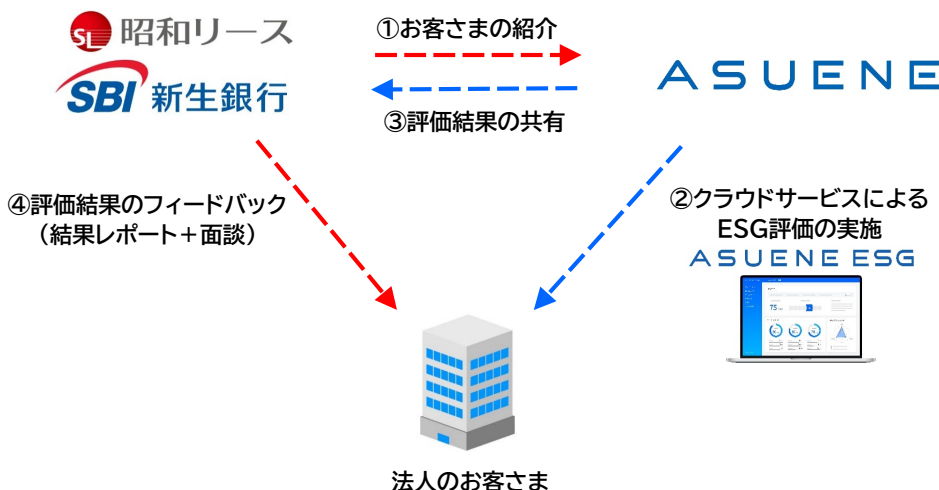 SL 昭和リース
SBI 新生銀行
①お客さまの紹介
③評価結果の共有
ASUENE
④評価結果のフィードバック
(結果レポート+面談)
②クラウドサービスによる
ESG評価の実施
ASUENE ESG
75
法人のお客さま